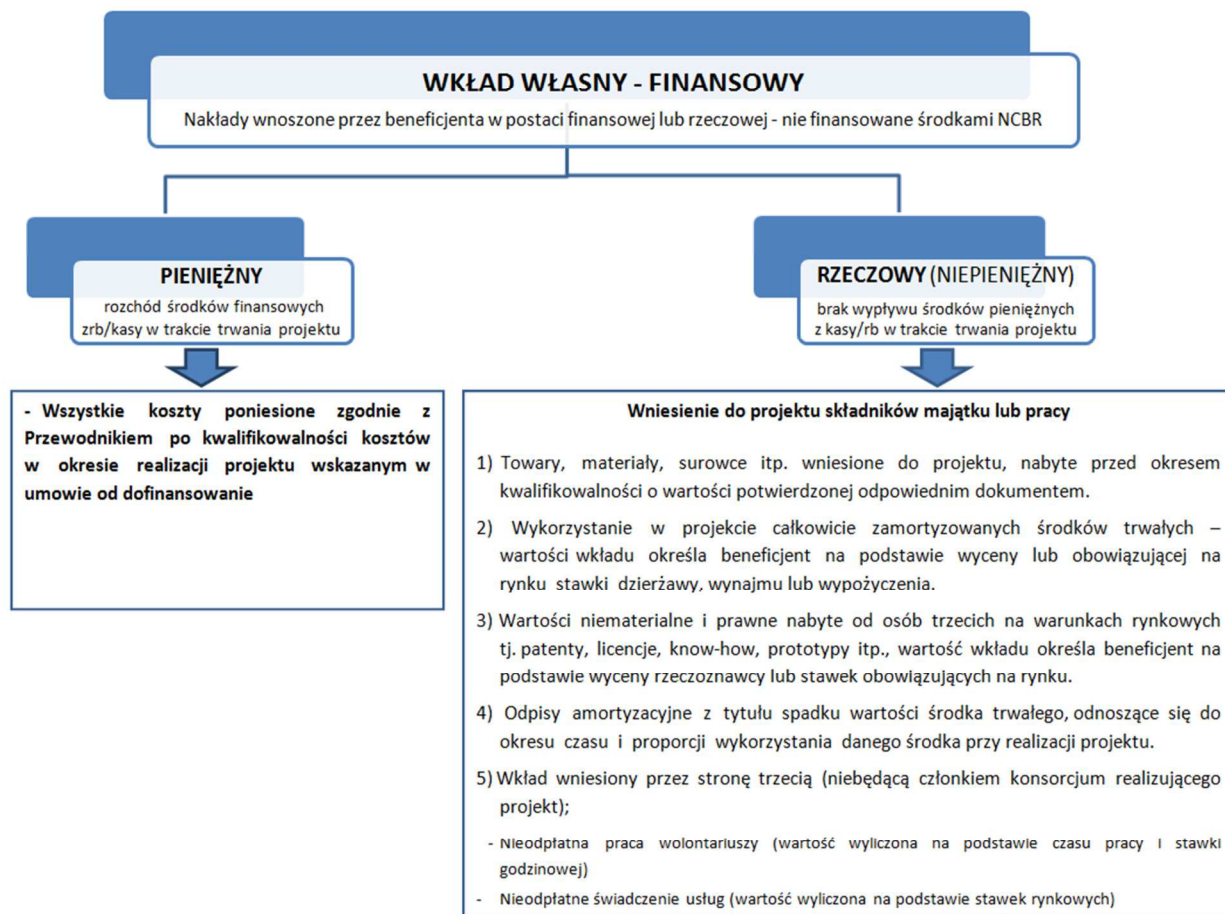 WKŁAD WŁASNY - FINANSOWY
Nakłady wnoszone przez beneficjenta w postaci finansowej lub rzeczowej - nie finansowane środkami NCBR
PIENIĘŻNY
rozchód środków finansowych
zrb/kasy w trakcie trwania projektu
- Wszystkie koszty poniesione zgodnie z
Przewodnikiem po kwalifikowalności kosztów
w okresie realizacji projektu wskazanym w
umowie od dofinansowanie
RZECZOWY (NIEPIENIĘŻNY)
brak wypływu środków pieniężnych
z kasy/rb w trakcie trwania projektu
Wniesienie do projektu składników majątku lub pracy
1) Towary, materiały, surowce itp. wniesione do projektu, nabyte przed okresem
kwalifikowalności o wartości potwierdzonej odpowiednim dokumentem.
2) Wykorzystanie w projekcie całkowicie zamortyzowanych środków trwałych –
wartości wkładu określa beneficjent na podstawie wyceny lub obowiązującej na
rynku stawki dzierżawy, wynajmu lub wypożyczenia.
3) Wartości niematerialne i prawne nabyte od osób trzecich na warunkach rynkowych
tj. patenty, licencje, know-how, prototypy itp., wartość wkładu określa beneficjent na
podstawie wyceny rzeczoznawcy lub stawek obowiązujących na rynku.
4) Odpisy amortyzacyjne z tytułu spadku wartości środka trwałego, odnoszące się do
okresu czasu i proporcji wykorzystania danego środka przy realizacji projektu.
5) Wkład wniesiony przez stronę trzecią (niebędącą członkiem konsorcjum realizującego
projekt);
- Nieodpłatna praca wolontariuszy (wartość wyliczona na podstawie czasu pracy i stawki
godzinowej)
- Nieodpłatne świadczenie usług (wartość wyliczona na podstawie stawek rynkowych)